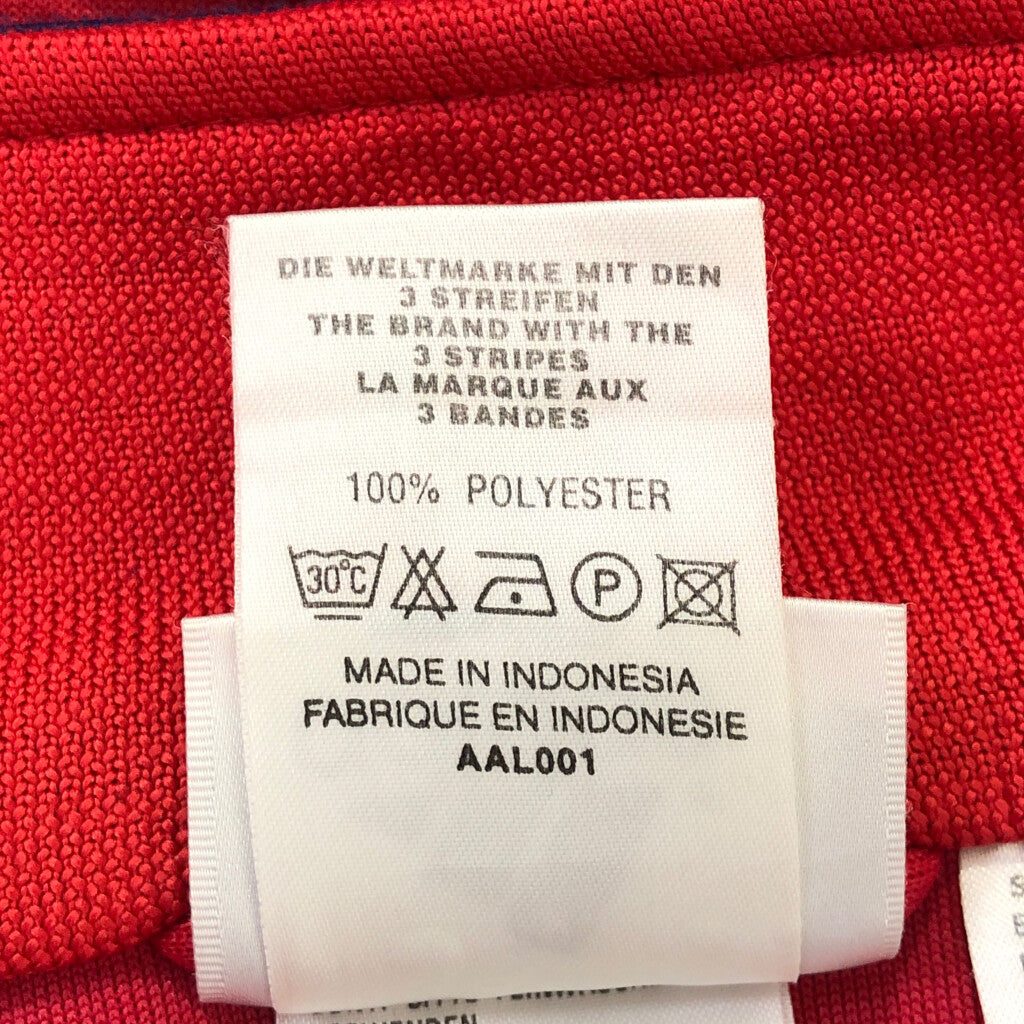 DIE WELTMARKE MIT DEN
3 STREIFEN
THE BRAND WITH THE
3 STRIPES
LA MARQUE AUX
3 BANDES
100% POLYESTER
30°C P
MADE IN INDONESIA
FABRIQUE EN INDONESIE
AAL001